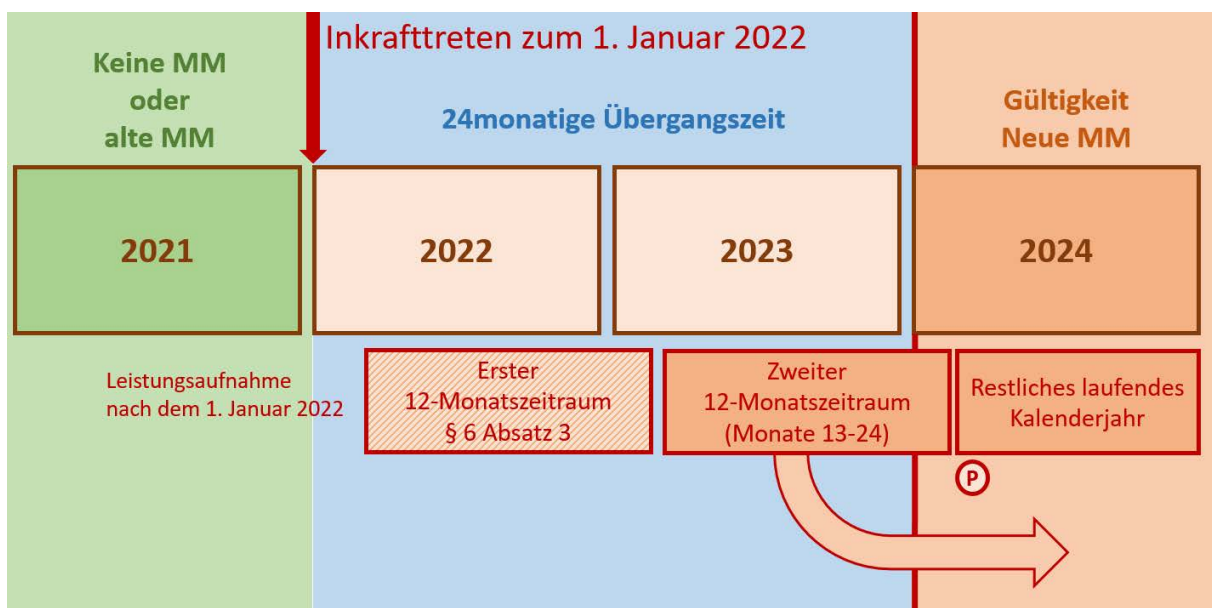 Inkrafttreten zum 1. Januar 2022
Keine MM
oder
alte MM
24monatige Übergangszeit
Gültigkeit
Neue MM
2021
2022
2023
2024
Leistungsaufnahme
nach dem 1. Januar 2022
Erster
12-Monatszeitraum
§ 6 Absatz 3
Zweiter
12-Monatszeitraum
(Monate 13-24)
Restliches laufendes
Kalenderjahr
P